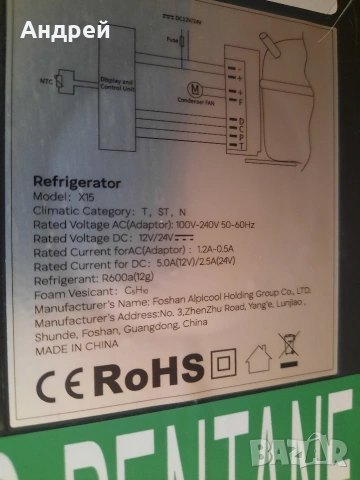 Андрей
DC12V/24V
Fuse
NTC
Display and
Control Unit
+
+
M
F
Condenser FAN
D
C
P
T
Refrigerator
Model: X15
Climatic Category: T, ST, N
Rated Voltage AC(Adaptor): 100V-240V 50-60Hz
Rated Voltage DC: 12V/24V
Rated Current forAC(Adaptor) : 1.2A-0.5A
Rated Current for DC: 5.0A(12V)/2.5A(24V)
Refrigerant: R600a(12g)
Foam Vesicant: C₅H₁₀
Manufacturer's Name: Foshan Alpicool Holding Group Co., LTD.
Manufacturer's Address:No. 3,ZhenZhu Road, Yang'e, Lunjiao ,
Shunde, Foshan, Guangdong, China
MADE IN CHINA
CE RoHS
PENTANE
BAZAR